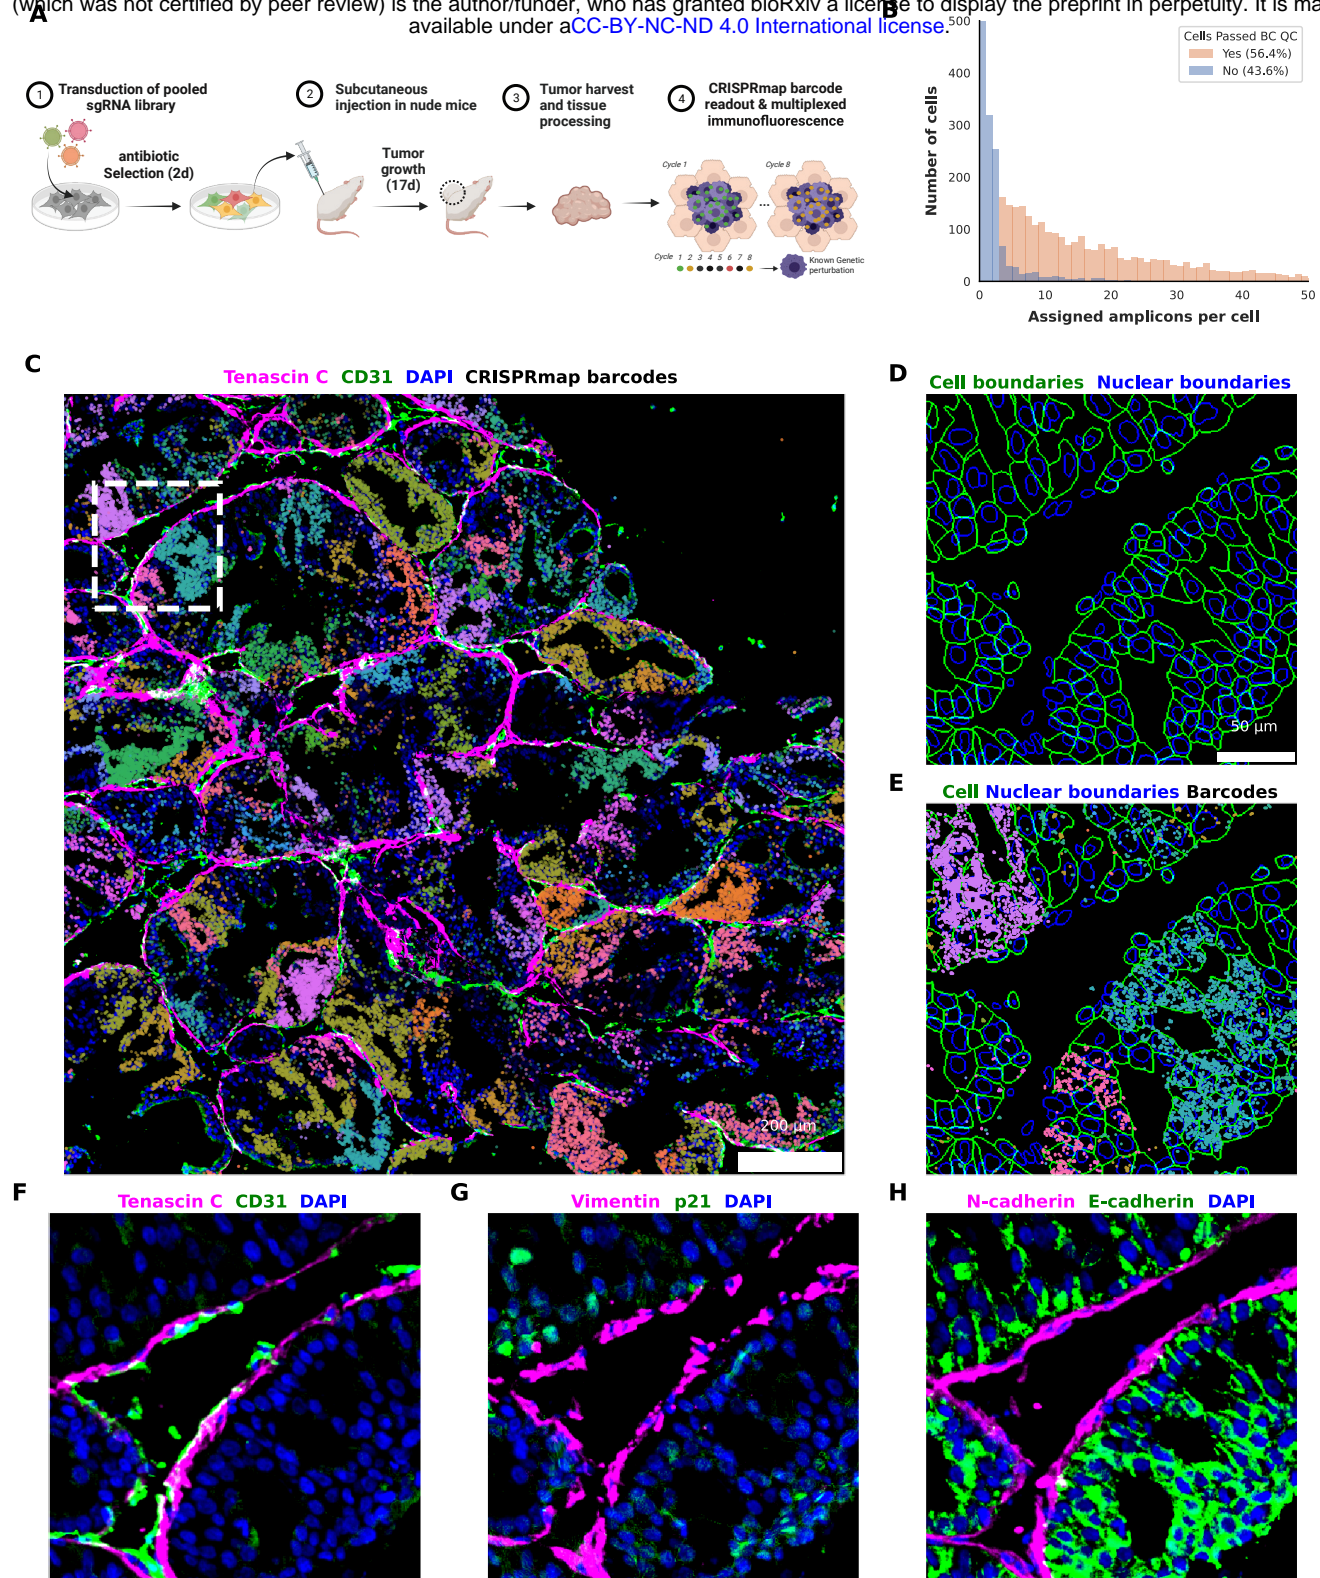 (which was not certified by peer review) is the author/funder, who has granted bioRxiv a license to display the preprint in perpetuity. It is ma
available under aCC-BY-NC-ND 4.0 International license.
A
1 Transduction of pooled
sgRNA library
antibiotic
Selection (2d)
2 Subcutaneous
injection in nude mice
Tumor
growth
(17d)
3 Tumor harvest
and tissue
processing
4 CRISPRmap barcode
readout & multiplexed
immunofluorescence
Cycle 1
Cycle 8
...
Cycle 1 2 3 4 5 6 7 8
Known Genetic
perturbation
B
Number of cells
500
400
300
200
100
0
0 10 20 30 40 50
Assigned amplicons per cell
Cells Passed BC QC
Yes (56.4%)
No (43.6%)
C
Tenascin C CD31 DAPI CRISPRmap barcodes
200 μm
D
Cell boundaries Nuclear boundaries
50 μm
E
Cell Nuclear boundaries Barcodes
F
Tenascin C CD31 DAPI
G
Vimentin p21 DAPI
H
N-cadherin E-cadherin DAPI